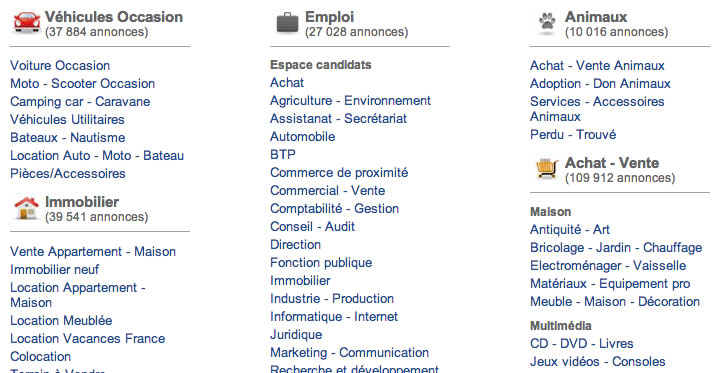 Véhicules Occasion
(37 884 annonces)
Voiture Occasion
Moto - Scooter Occasion
Camping car - Caravane
Véhicules Utilitaires
Bateaux - Nautisme
Location Auto - Moto - Bateau
Pièces/Accessoires
Immobilier
(39 541 annonces)
Vente Appartement - Maison
Immobilier neuf
Location Appartement -
Maison
Location Meublée
Location Vacances France
Colocation
Terrain à Vendre
Emploi
(27 028 annonces)
Espace candidats
Achat
Agriculture - Environnement
Assistanat - Secrétariat
Automobile
BTP
Commerce de proximité
Commercial - Vente
Comptabilité - Gestion
Conseil - Audit
Direction
Fonction publique
Immobilier
Industrie - Production
Informatique - Internet
Juridique
Marketing - Communication
Recherche et développement
Animaux
(10 016 annonces)
Achat - Vente Animaux
Adoption - Don Animaux
Services - Accessoires
Animaux
Perdu - Trouvé
Achat - Vente
(109 912 annonces)
Maison
Antiquité - Art
Bricolage - Jardin - Chauffage
Electroménager - Vaisselle
Matériaux - Equipement pro
Meuble - Maison - Décoration
Multimédia
CD - DVD - Livres
Jeux vidéos - Consoles